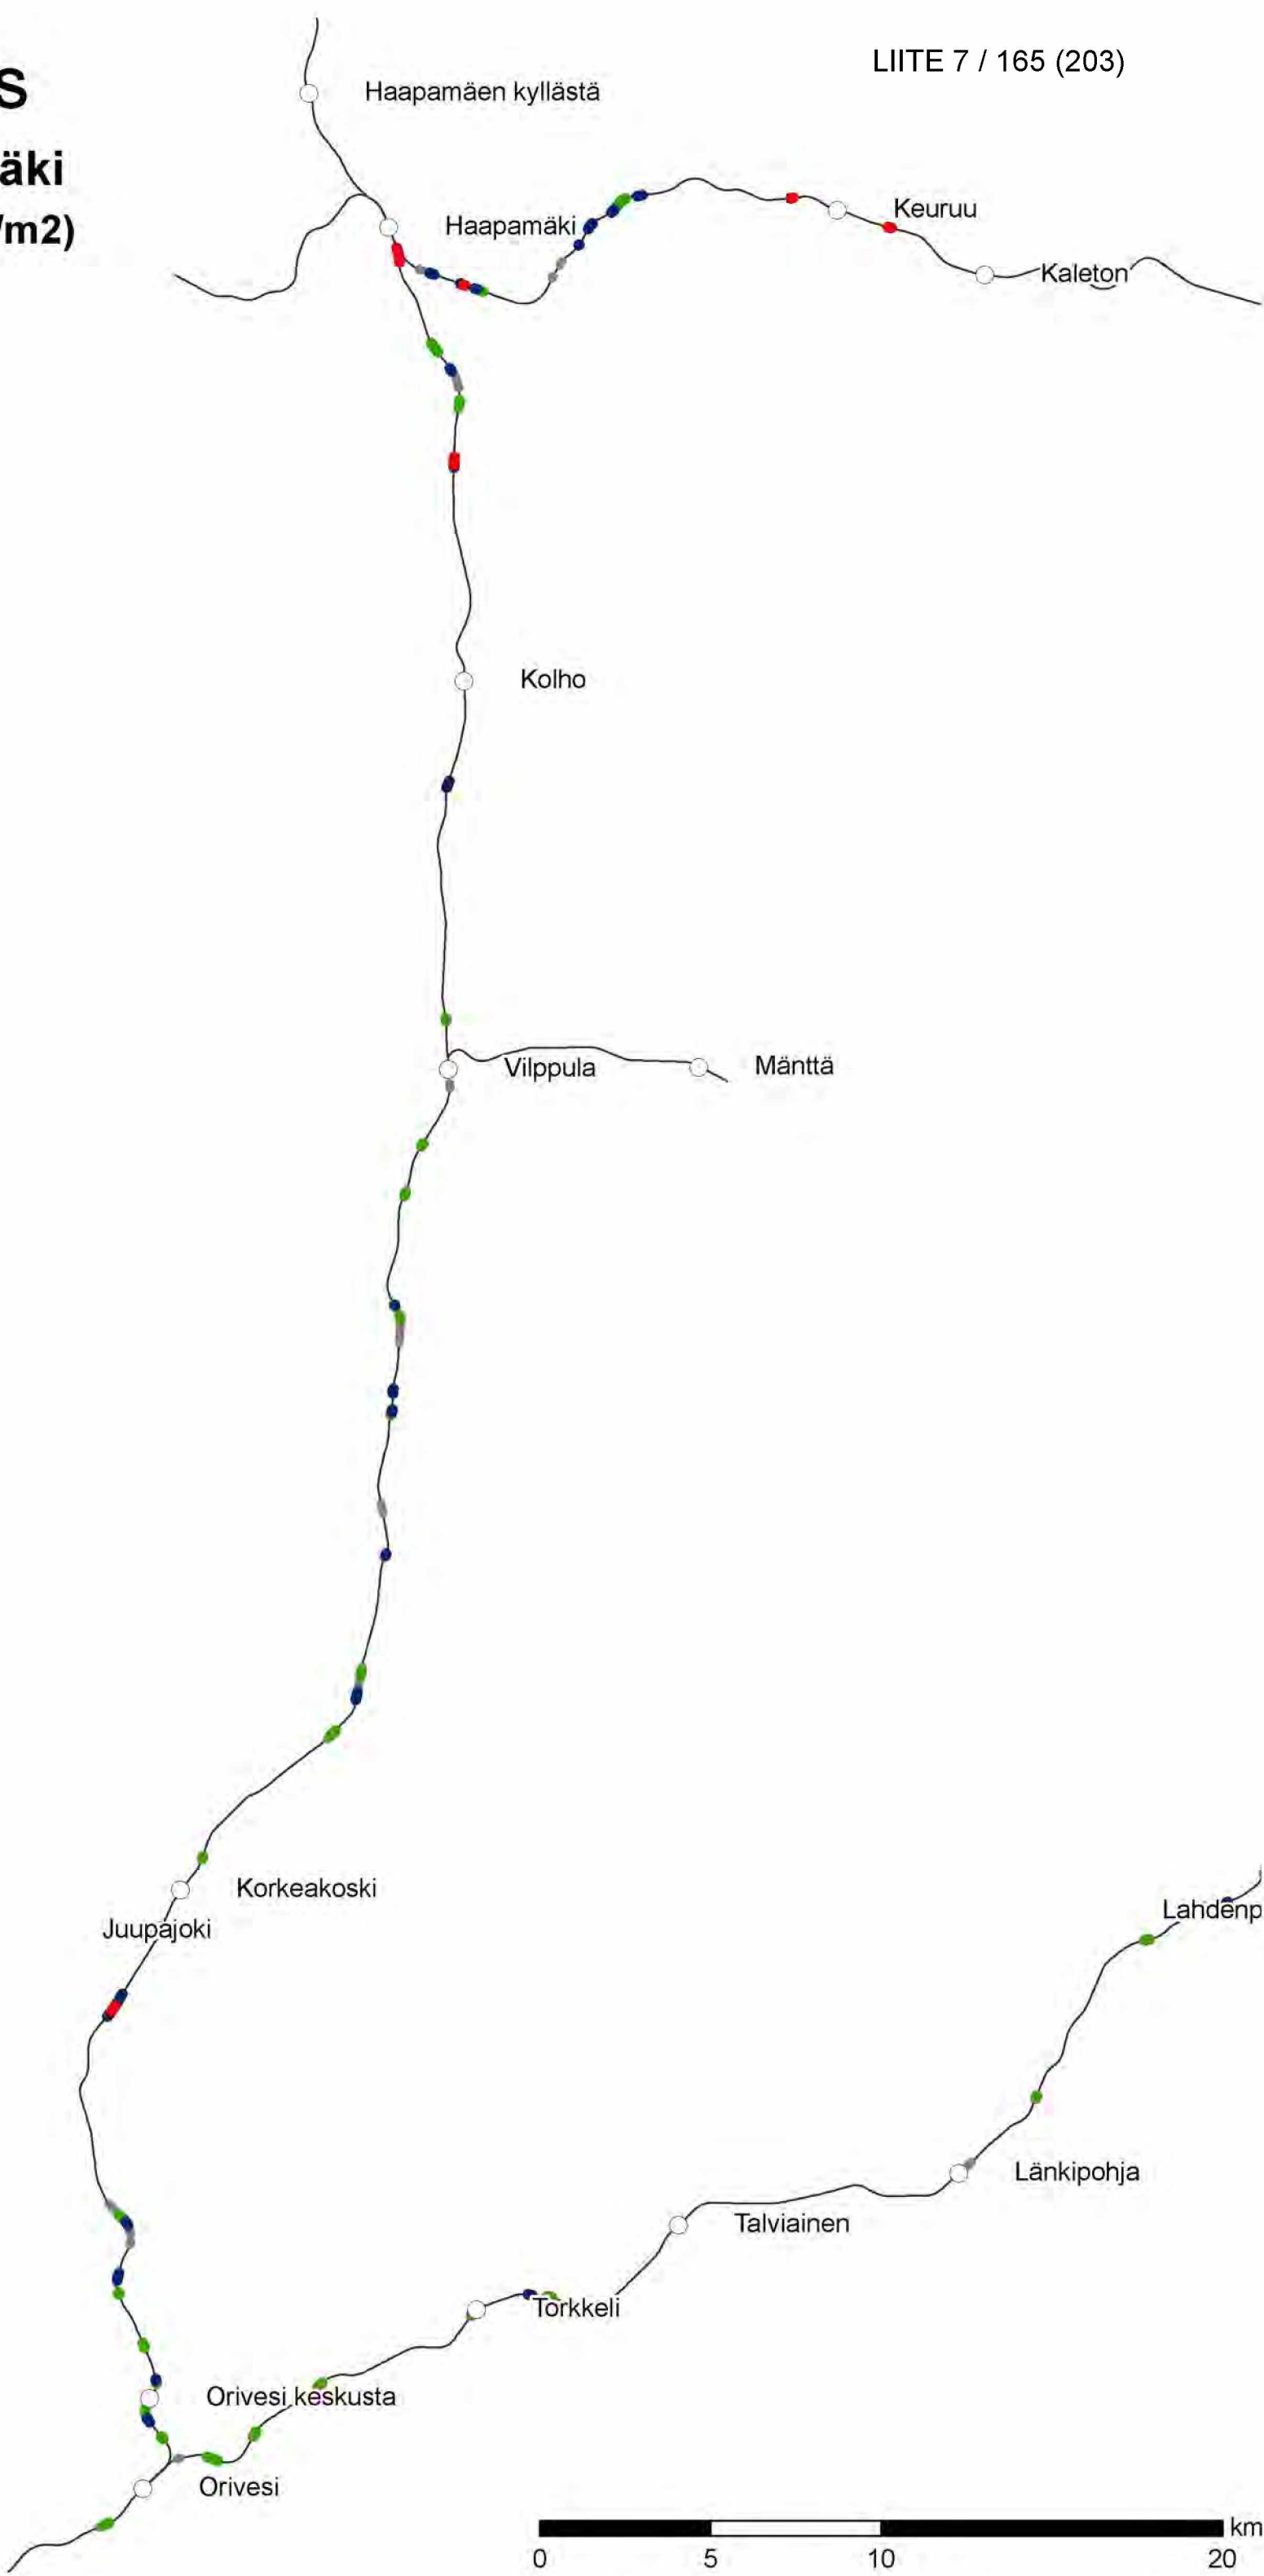 LIITE 7 / 165 (203)
S
äki
/m2)
Haapamäen kyllästä
Haapamäki
Keuruu
Kaleton
Kolho
Vilppula
Mänttä
Korkeakoski
Juupajoki
Lahdenp
Länkipohja
Talviainen
Torkkeli
Orivesi keskusta
Orivesi
km
0 5 10 20